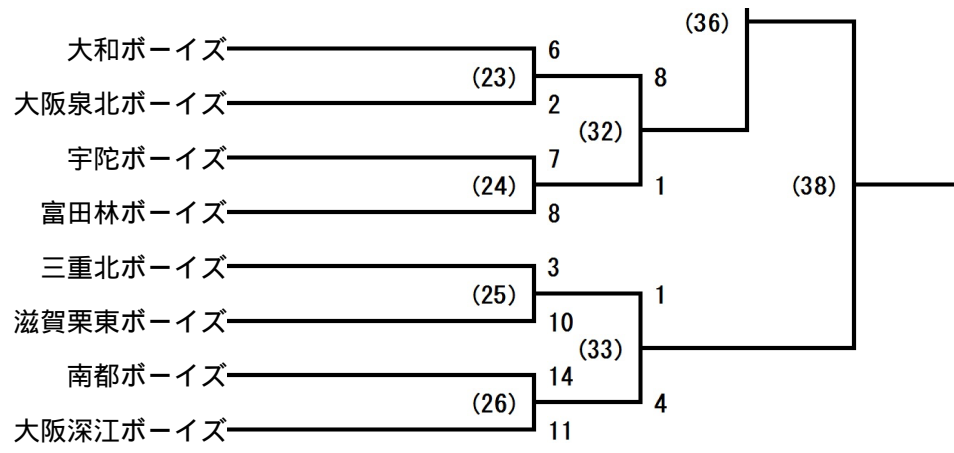 (36)
大和ボーイズ 6
(23) 8
大阪泉北ボーイズ 2
(32)
宇陀ボーイズ 7
(24) 1 (38)
富田林ボーイズ 8
三重北ボーイズ 3
(25) 1
滋賀栗東ボーイズ 10
(33)
南都ボーイズ 14
(26) 4
大阪深江ボーイズ 11